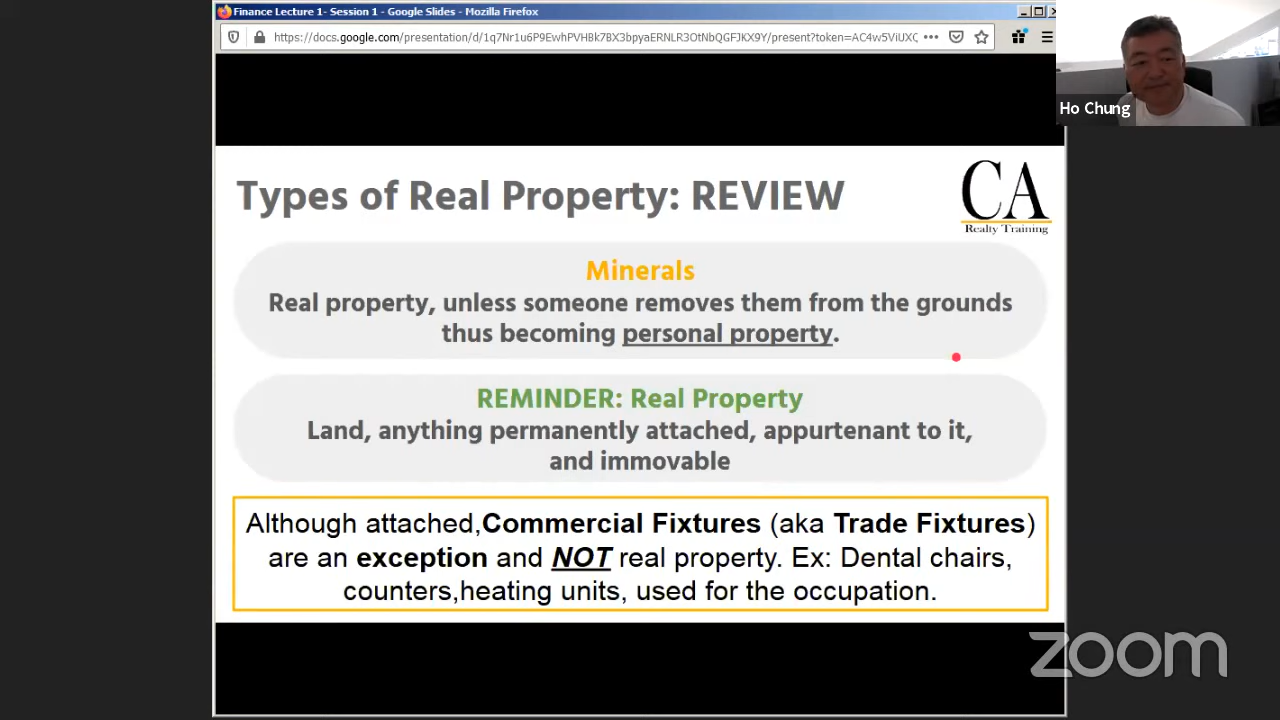 Finance Lecture 1- Session 1 - Google Slides - Mozilla Firefox
https://docs.google.com/presentation/d/1q7Nr1u6P9EwhPVHBk7BX3bpyaERNLR3OtNbQGFJKX9Y/present?token=AC4w5ViUXC
Ho Chung
Types of Real Property: REVIEW
CA
Realty Training
Minerals
Real property, unless someone removes them from the grounds
thus becoming personal property.
REMINDER: Real Property
Land, anything permanently attached, appurtenant to it,
and immovable
Although attached,Commercial Fixtures (aka Trade Fixtures)
are an exception and NOT real property. Ex: Dental chairs,
counters,heating units, used for the occupation.
zoom